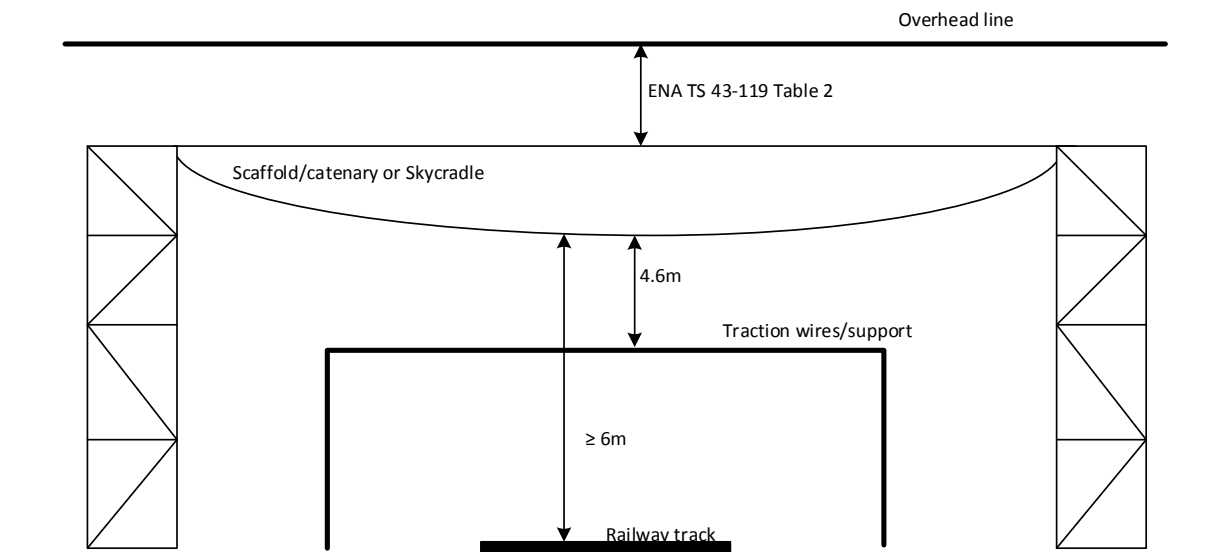 Overhead line
ENA TS 43-119 Table 2
Scaffold/catenary or Skycradle
4.6m
Traction wires/support
≥ 6m
Railway track